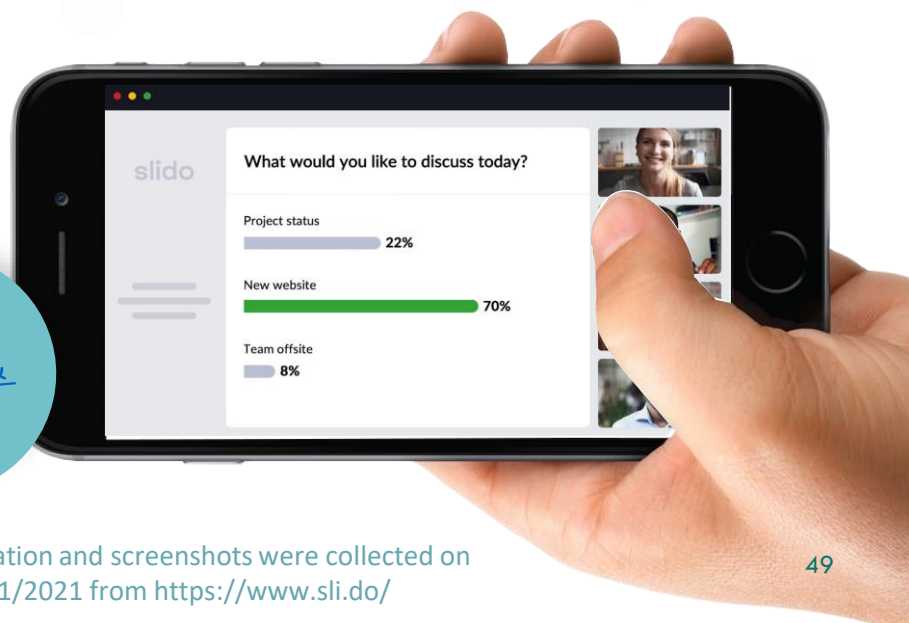 slido
What would you like to discuss today?
Project status
22%
New website
70%
Team offsite
8%
ation and screenshots were collected on
1/2021 from https://www.sli.do/
49